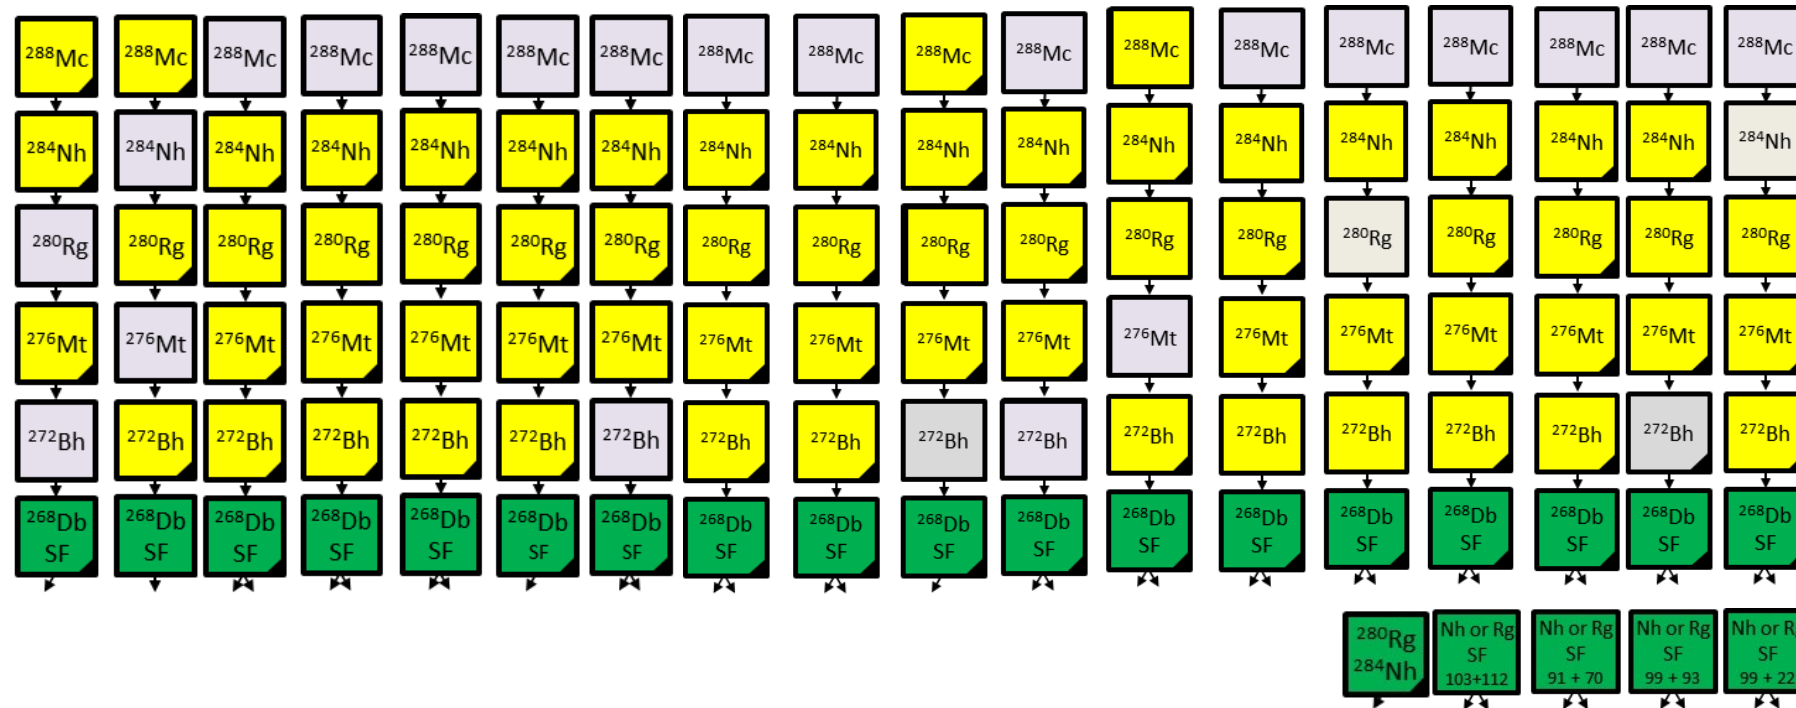 288Mc 288Mc 288Mc 288Mc 288Mc 288Mc 288Mc 288Mc 288Mc 288Mc 288Mc 288Mc 288Mc 288Mc 288Mc 288Mc 288Mc 288Mc
284Nh 284Nh 284Nh 284Nh 284Nh 284Nh 284Nh 284Nh 284Nh 284Nh 284Nh 284Nh 284Nh 284Nh 284Nh 284Nh 284Nh 284Nh
280Rg 280Rg 280Rg 280Rg 280Rg 280Rg 280Rg 280Rg 280Rg 280Rg 280Rg 280Rg 280Rg 280Rg 280Rg 280Rg 280Rg 280Rg
276Mt 276Mt 276Mt 276Mt 276Mt 276Mt 276Mt 276Mt 276Mt 276Mt 276Mt 276Mt 276Mt 276Mt 276Mt 276Mt 276Mt 276Mt
272Bh 272Bh 272Bh 272Bh 272Bh 272Bh 272Bh 272Bh 272Bh 272Bh 272Bh 272Bh 272Bh 272Bh 272Bh 272Bh 272Bh 272Bh
268Db 268Db 268Db 268Db 268Db 268Db 268Db 268Db 268Db 268Db 268Db 268Db 268Db 268Db 268Db 268Db 268Db 268Db
SF SF SF SF SF SF SF SF SF SF SF SF SF SF SF SF SF SF
280Rg Nh or Rg Nh or Rg Nh or Rg Nh or
284Nh SF SF SF SF
103+112 91 + 70 99 + 93 99 + 22